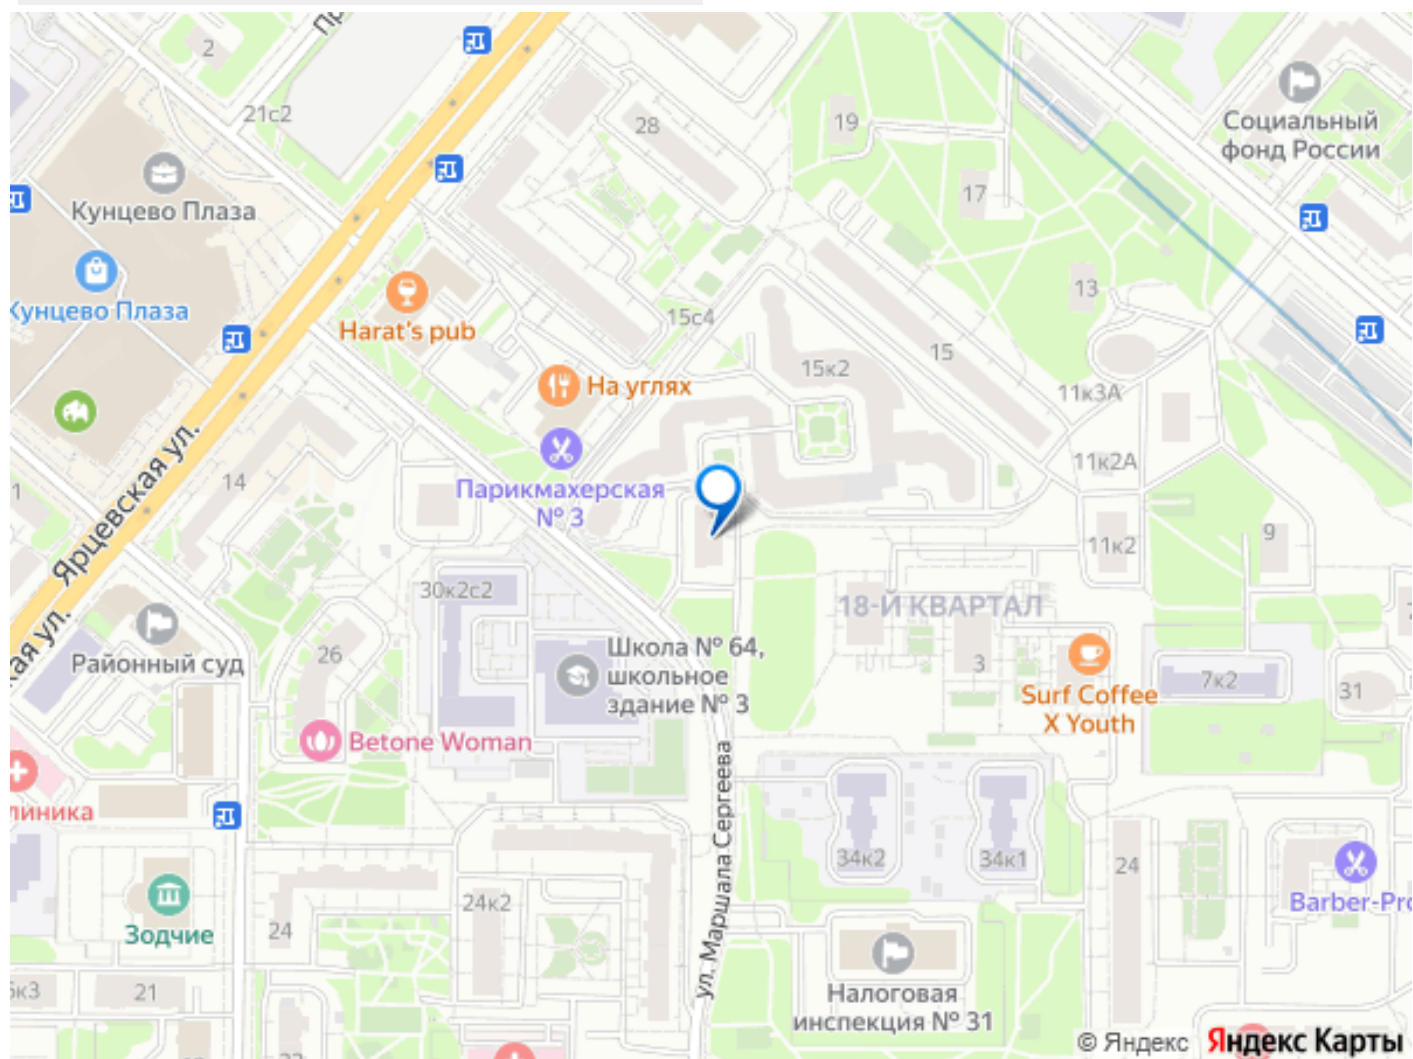 2
21с2
28
19
Социальный
фонд России
17
Кунцево Плаза
Кунцево Плаза
13
Harat's pub
15с4
15
15к2
На углях
11к3А
Ярцевская ул.
14
Парикмахерская
№ 3
11к2А
11к2
9
30к2с2
18-Й КВАРТАЛ
ая ул.
Районный суд
26
Школа № 64,
школьное
здание № 3
3
Surf Coffee
X Youth
7к2
31
Betone Woman
линика
ул. Маршала Сергеева
34к2
34к1
24
Barber-Pro
Зодчие
24
24к2
21
Налоговая
инспекция № 31
© Яндекс Яндекс Карты